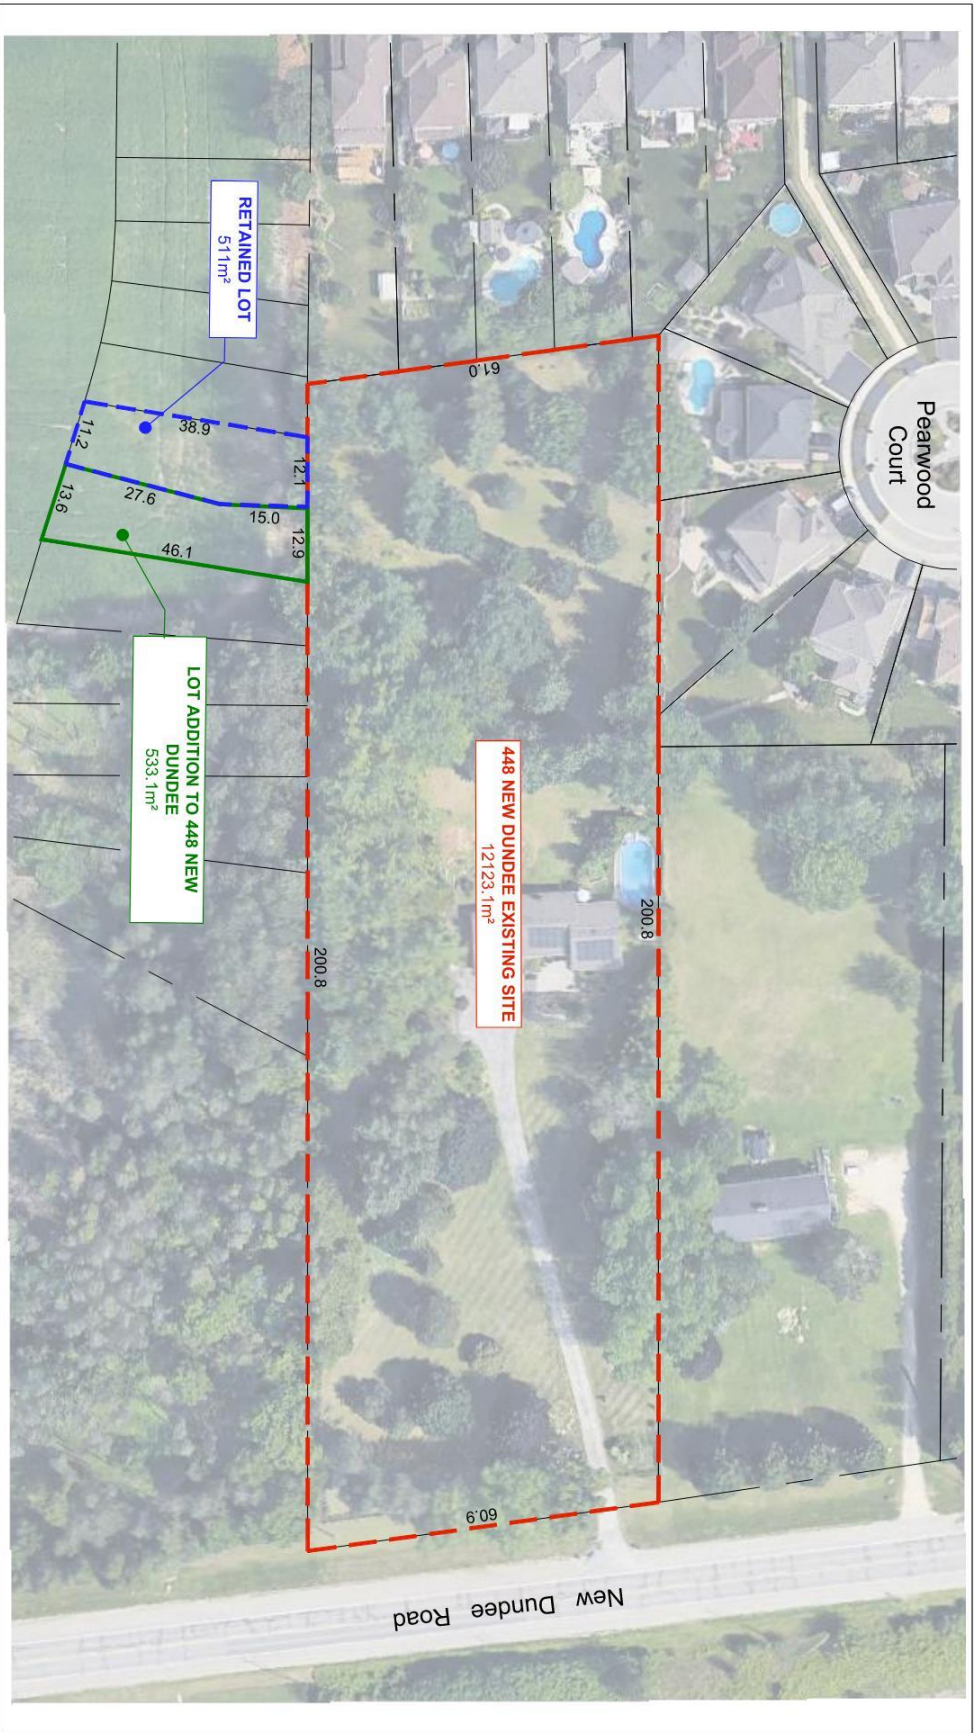 Pearwood
Court
RETAINED LOT
511m²
61.0
38.9
11.2
12.1
27.6
15.0
13.6
12.9
46.1
LOT ADDITION TO 448 NEW
DUNDEE
533.1m²
448 NEW DUNDEE EXISTING SITE
12123.1m²
200.8
200.8
60.9
New Dundee Road